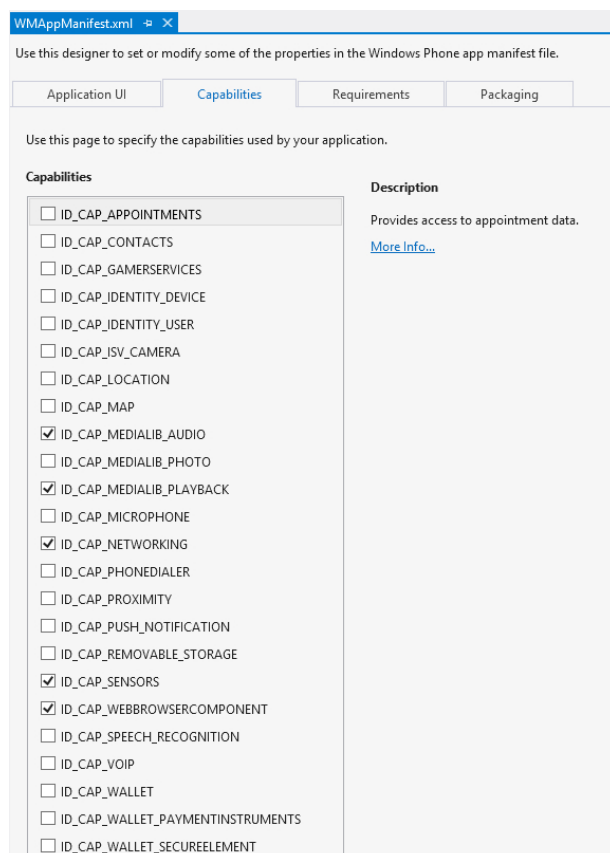 WMAppManifest.xml
Use this designer to set or modify some of the properties in the Windows Phone app manifest file.
Application UI
Capabilities
Requirements
Packaging
Use this page to specify the capabilities used by your application.
Capabilities
ID_CAP_APPOINTMENTS
ID_CAP_CONTACTS
ID_CAP_GAMERSERVICES
ID_CAP_IDENTITY_DEVICE
ID_CAP_IDENTITY_USER
ID_CAP_ISV_CAMERA
ID_CAP_LOCATION
ID_CAP_MAP
ID_CAP_MEDIALIB_AUDIO
ID_CAP_MEDIALIB_PHOTO
ID_CAP_MEDIALIB_PLAYBACK
ID_CAP_MICROPHONE
ID_CAP_NETWORKING
ID_CAP_PHONEDIALER
ID_CAP_PROXIMITY
ID_CAP_PUSH_NOTIFICATION
ID_CAP_REMOVABLE_STORAGE
ID_CAP_SENSORS
ID_CAP_WEBBROWSERCOMPONENT
ID_CAP_SPEECH_RECOGNITION
ID_CAP_VOIP
ID_CAP_WALLET
ID_CAP_WALLET_PAYMENTINSTRUMENTS
ID_CAP_WALLET_SECUREELEMENT
Description
Provides access to appointment data.
More Info...